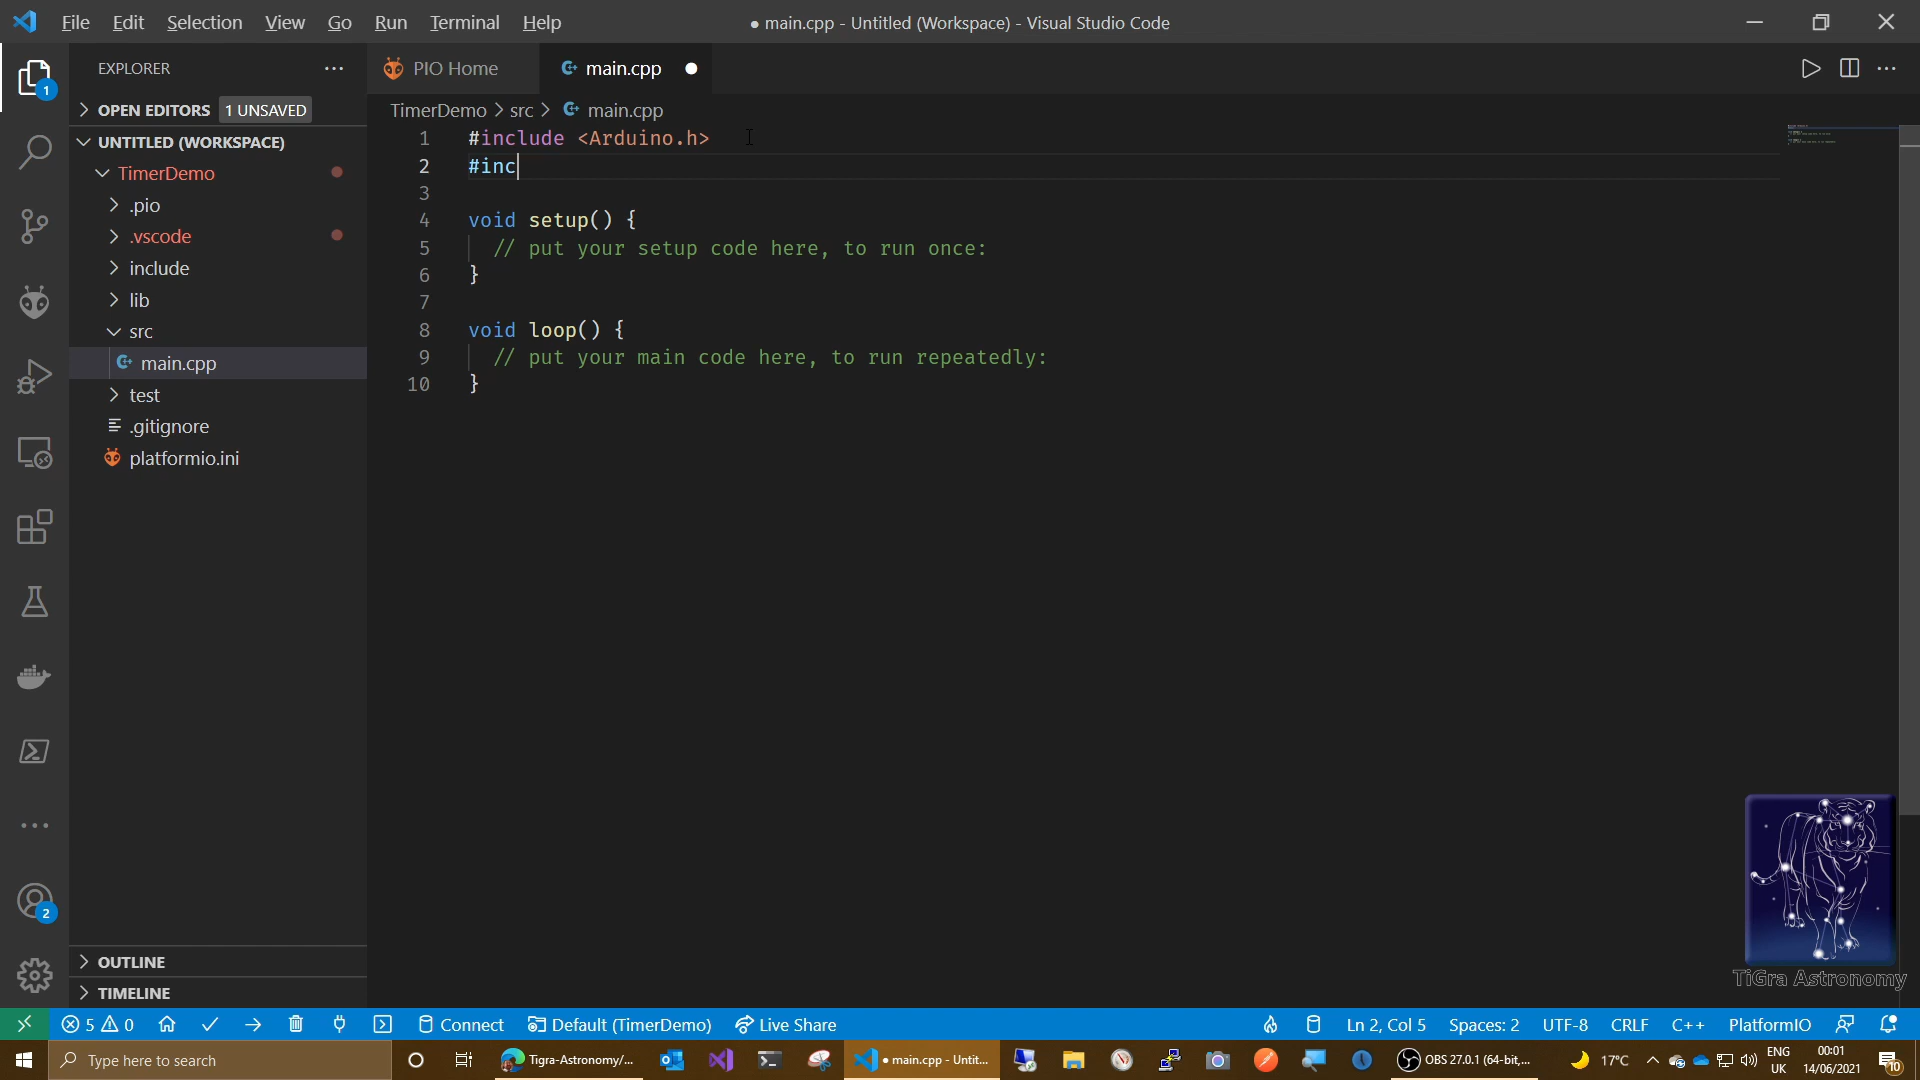 File Edit Selection View Go Run Terminal Help
● main.cpp - Untitled (Workspace) - Visual Studio Code
EXPLORER
PIO Home
main.cpp
OPEN EDITORS 1 UNSAVED
TimerDemo > src > main.cpp
UNTITLED (WORKSPACE)
TimerDemo
.pio
.vscode
include
lib
src
main.cpp
test
.gitignore
platformio.ini
1 #include <Arduino.h>
2 #inc
3
4 void setup() {
5 // put your setup code here, to run once:
6 }
7
8 void loop() {
9 // put your main code here, to run repeatedly:
10 }
1
2
TiGra Astronomy
OUTLINE
TIMELINE
5 0 Connect Default (TimerDemo) Live Share Ln 2, Col 5 Spaces: 2 UTF-8 CRLF C++ PlatformIO
Type here to search Tigra-Astronomy/... ● main.cpp - Untit... OBS 27.0.1 (64-bit,... 17°C
ENG
UK
00:01
14/06/2021
10